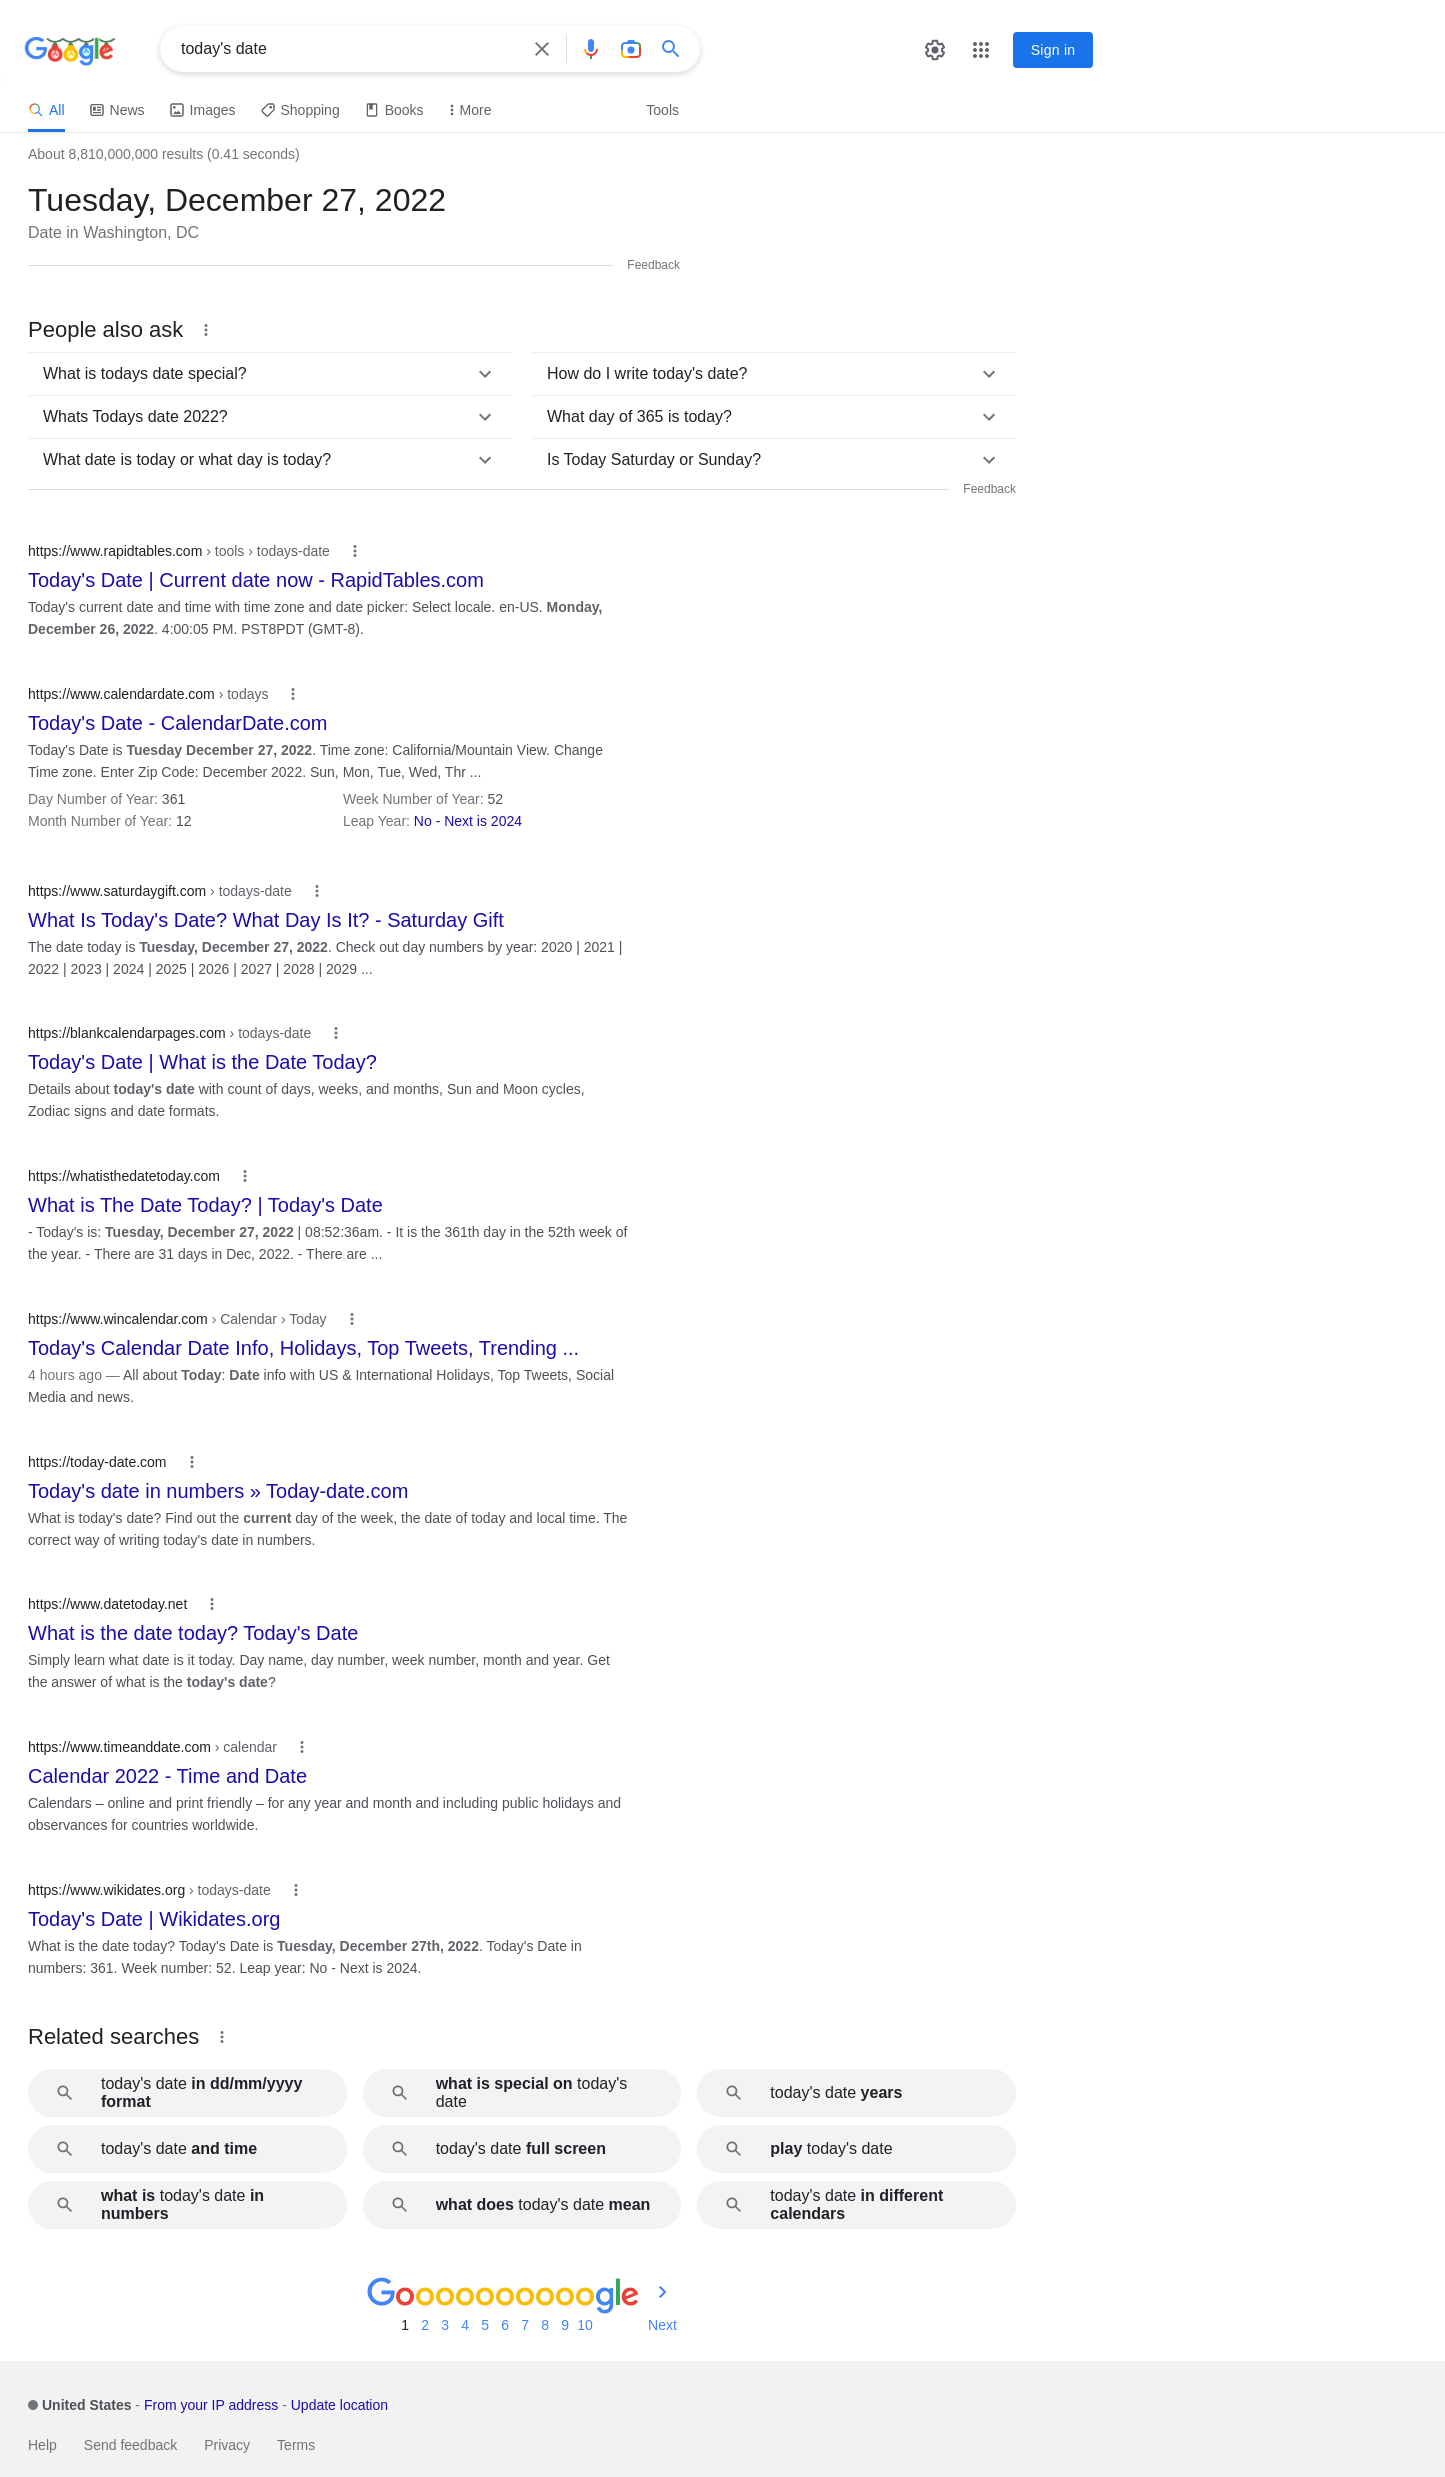 Google
today's date
Sign in
All
News
Images
Shopping
Books
More
Tools
About 8,810,000,000 results (0.41 seconds)
Tuesday, December 27, 2022
Date in Washington, DC
Feedback
People also ask
What is todays date special?
How do I write today's date?
Whats Todays date 2022?
What day of 365 is today?
What date is today or what day is today?
Is Today Saturday or Sunday?
Feedback
https://www.rapidtables.com › tools › todays-date
Today's Date | Current date now - RapidTables.com
Today's current date and time with time zone and date picker: Select locale. en-US. Monday,
December 26, 2022. 4:00:05 PM. PST8PDT (GMT-8).
https://www.calendardate.com › todays
Today's Date - CalendarDate.com
Today's Date is Tuesday December 27, 2022. Time zone: California/Mountain View. Change
Time zone. Enter Zip Code: December 2022. Sun, Mon, Tue, Wed, Thr ...
Day Number of Year: 361
Week Number of Year: 52
Month Number of Year: 12
Leap Year: No - Next is 2024
https://www.saturdaygift.com › todays-date
What Is Today's Date? What Day Is It? - Saturday Gift
The date today is Tuesday, December 27, 2022. Check out day numbers by year: 2020 | 2021 |
2022 | 2023 | 2024 | 2025 | 2026 | 2027 | 2028 | 2029 ...
https://blankcalendarpages.com › todays-date
Today's Date | What is the Date Today?
Details about today's date with count of days, weeks, and months, Sun and Moon cycles,
Zodiac signs and date formats.
https://whatisthedatetoday.com
What is The Date Today? | Today's Date
- Today's is: Tuesday, December 27, 2022 | 08:52:36am. - It is the 361th day in the 52th week of
the year. - There are 31 days in Dec, 2022. - There are ...
https://www.wincalendar.com › Calendar › Today
Today's Calendar Date Info, Holidays, Top Tweets, Trending ...
4 hours ago — All about Today: Date info with US & International Holidays, Top Tweets, Social
Media and news.
https://today-date.com
Today's date in numbers » Today-date.com
What is today's date? Find out the current day of the week, the date of today and local time. The
correct way of writing today's date in numbers.
https://www.datetoday.net
What is the date today? Today's Date
Simply learn what date is it today. Day name, day number, week number, month and year. Get
the answer of what is the today's date?
https://www.timeanddate.com › calendar
Calendar 2022 - Time and Date
Calendars – online and print friendly – for any year and month and including public holidays and
observances for countries worldwide.
https://www.wikidates.org › todays-date
Today's Date | Wikidates.org
What is the date today? Today's Date is Tuesday, December 27th, 2022. Today's Date in
numbers: 361. Week number: 52. Leap year: No - Next is 2024.
Related searches
today's date in dd/mm/yyyy
format
what is special on today's
date
today's date years
today's date and time
today's date full screen
play today's date
what is today's date in
numbers
what does today's date mean
today's date in different
calendars
Goooooooooogle
1 2 3 4 5 6 7 8 9 10 Next
United States - From your IP address - Update location
Help Send feedback Privacy Terms